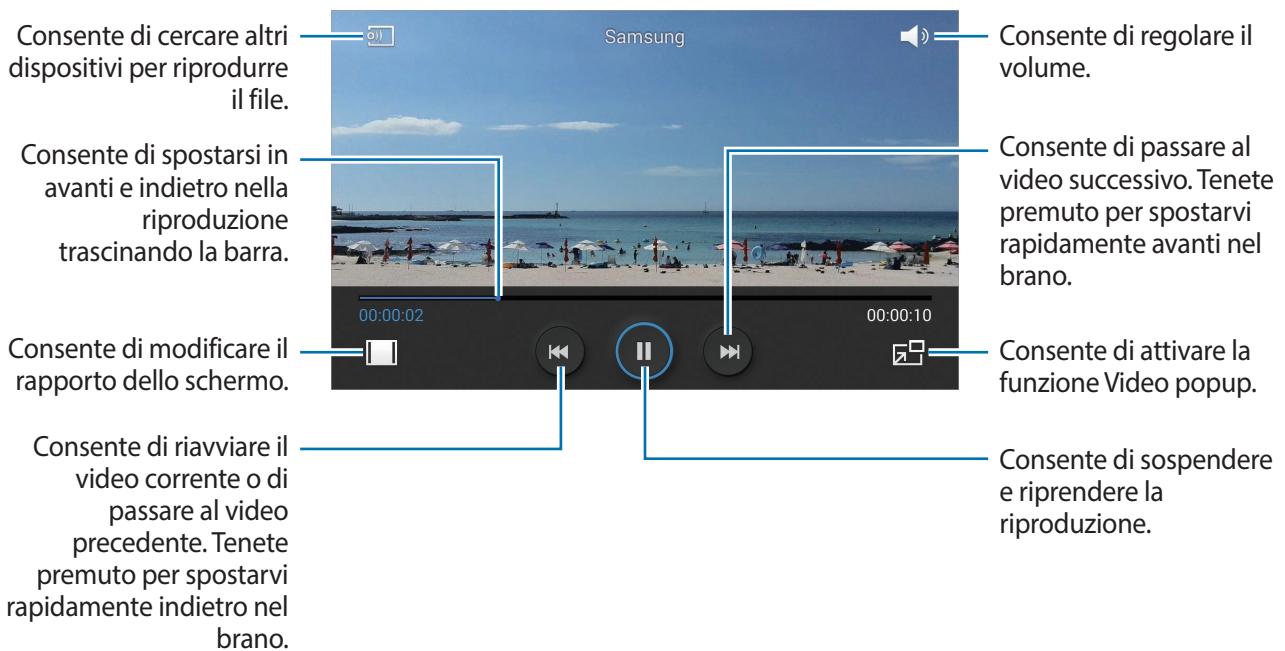 Consente di cercare altri
dispositivi per riprodurre
il file.
Consente di spostarsi in
avanti e indietro nella
riproduzione
trascinando la barra.
Consente di modificare il
rapporto dello schermo.
Consente di riavviare il
video corrente o di
passare al video
precedente. Tenete
premuto per spostarvi
rapidamente indietro nel
brano.
Samsung
00:00:02
00:00:10
Consente di regolare il
volume.
Consente di passare al
video successivo. Tenete
premuto per spostarvi
rapidamente avanti nel
brano.
Consente di attivare la
funzione Video popup.
Consente di sospendere
e riprendere la
riproduzione.